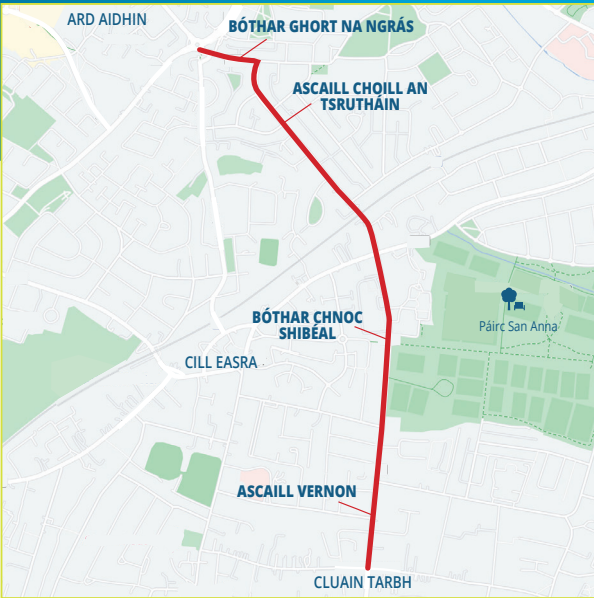 ARD AIDHIN
BÓTHAR GHORT NA NGRÁS
ASCAILL CHOILL AN
TSRUTHÁIN
Páirc San Anna
BÓTHAR CHNOC
SHIBÉAL
CILL EASRA
ASCAILL VERNON
CLUAIN TARBH